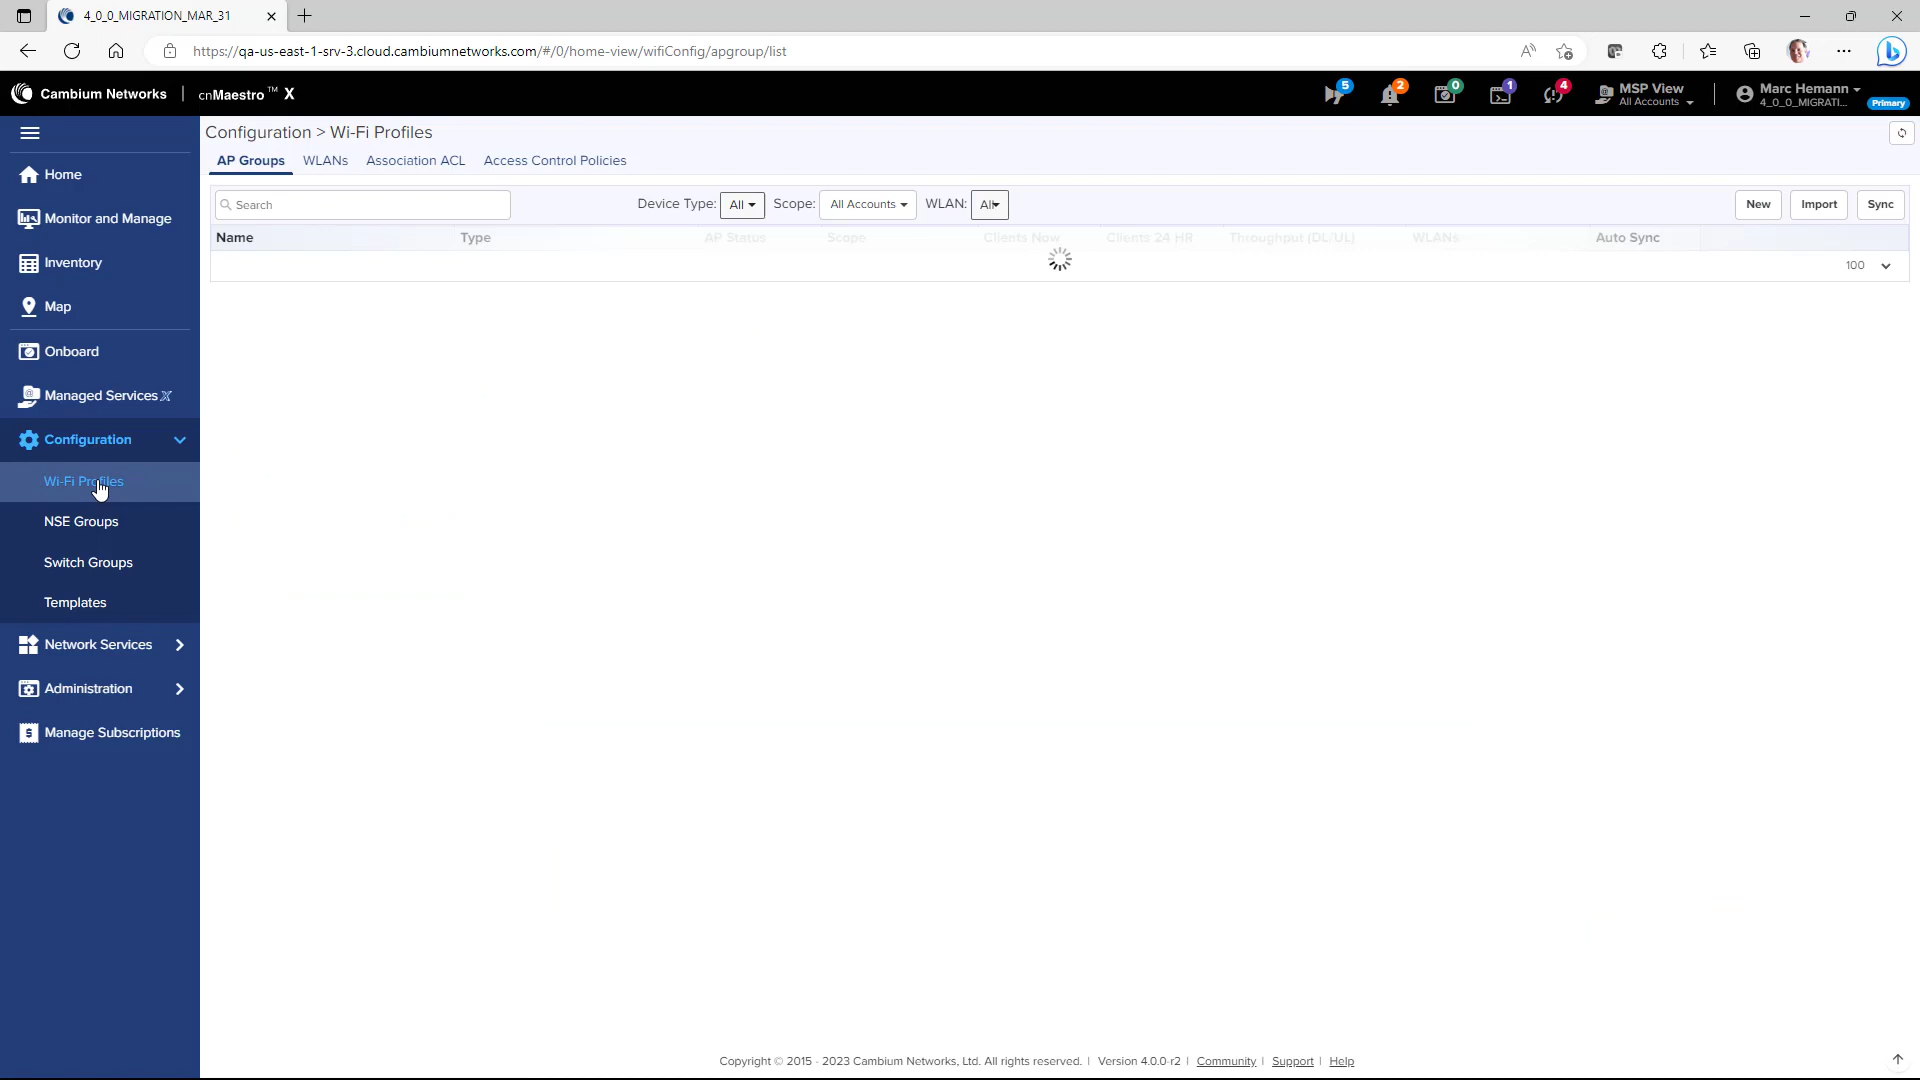 4_0_0_MIGRATION_MAR_31
https://qa-us-east-1-srv-3.cloud.cambiumnetworks.com/#/0/home-view/wifiConfig/apgroup/list
Cambium Networks | cnMaestro™ X
5 2 0 1 4
MSP View
All Accounts
Marc Hemann
4_0_0_MIGRATI...
Primary
Configuration > Wi-Fi Profiles
AP Groups WLANs Association ACL Access Control Policies
Search Device Type: All Scope: All Accounts WLAN: All New Import Sync
Name Type AP Status Scope Clients Now Clients 24 HR Throughput (DL/UL) WLANs Auto Sync
100
Home
Monitor and Manage
Inventory
Map
Onboard
Managed Services X
Configuration
Wi-Fi Profiles
NSE Groups
Switch Groups
Templates
Network Services
Administration
Manage Subscriptions
Copyright © 2015 - 2023 Cambium Networks, Ltd. All rights reserved. | Version 4.0.0-r2 | Community | Support | Help